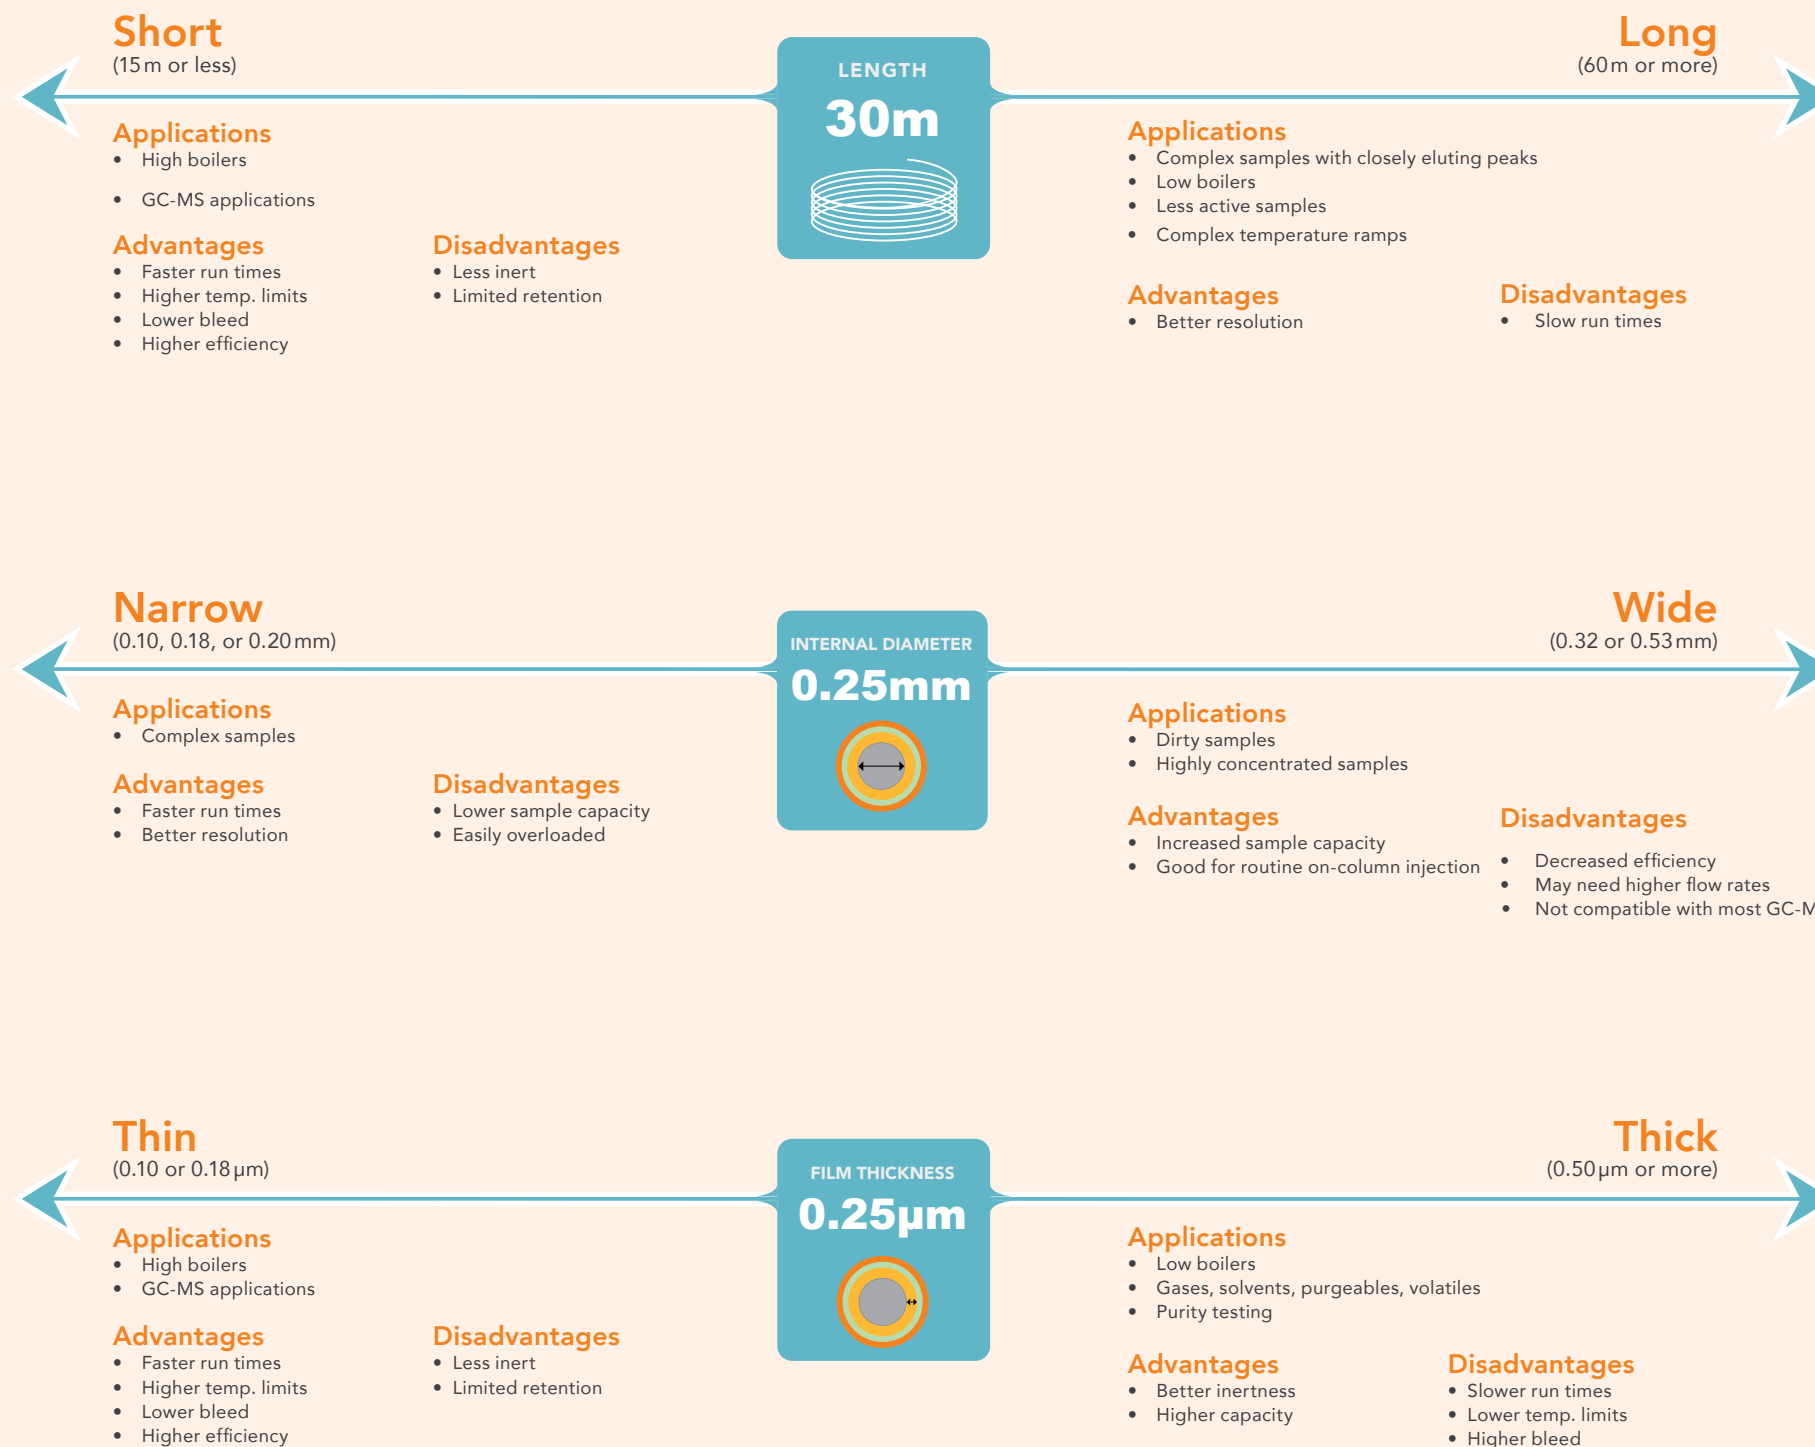 Short
(15 m or less)
LENGTH
30m
Long
(60 m or more)
Applications
• High boilers
• GC-MS applications
Advantages
• Faster run times
• Higher temp. limits
• Lower bleed
• Higher efficiency
Disadvantages
• Less inert
• Limited retention
Applications
• Complex samples with closely eluting peaks
• Low boilers
• Less active samples
• Complex temperature ramps
Advantages
• Better resolution
Disadvantages
• Slow run times
Narrow
(0.10, 0.18, or 0.20 mm)
INTERNAL DIAMETER
0.25mm
Wide
(0.32 or 0.53 mm)
Applications
• Complex samples
Advantages
• Faster run times
• Better resolution
Disadvantages
• Lower sample capacity
• Easily overloaded
Applications
• Dirty samples
• Highly concentrated samples
Advantages
• Increased sample capacity
• Good for routine on-column injection
Disadvantages
• Decreased efficiency
• May need higher flow rates
• Not compatible with most GC-M
Thin
(0.10 or 0.18 µm)
FILM THICKNESS
0.25µm
Thick
(0.50 µm or more)
Applications
• High boilers
• GC-MS applications
Advantages
• Faster run times
• Higher temp. limits
• Lower bleed
• Higher efficiency
Disadvantages
• Less inert
• Limited retention
Applications
• Low boilers
• Gases, solvents, purgeables, volatiles
• Purity testing
Advantages
• Better inertness
• Higher capacity
Disadvantages
• Slower run times
• Lower temp. limits
• Higher bleed